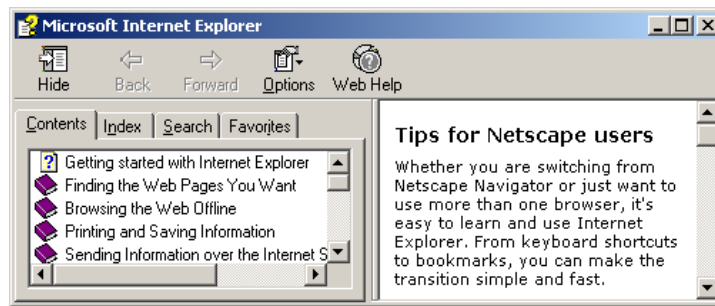 Microsoft Internet Explorer
Hide Back Forward Options Web Help
Contents Index Search Favorites
Getting started with Internet Explorer
Finding the Web Pages You Want
Browsing the Web Offline
Printing and Saving Information
Sending Information over the Internet S
Tips for Netscape users
Whether you are switching from
Netscape Navigator or just want to
use more than one browser, it's
easy to learn and use Internet
Explorer. From keyboard shortcuts
to bookmarks, you can make the
transition simple and fast.